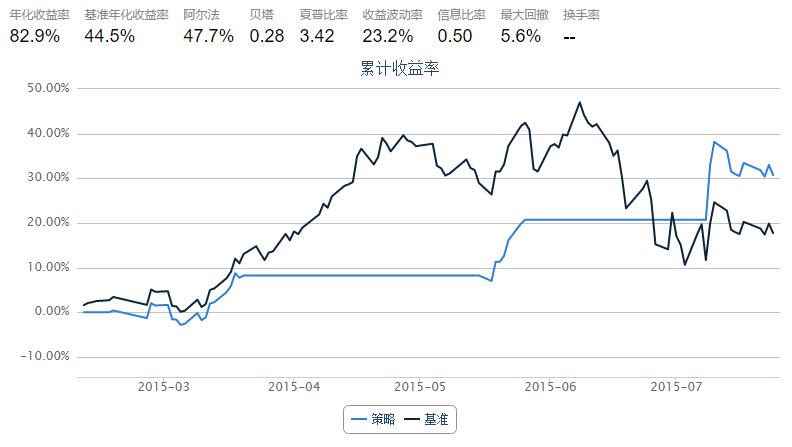 年化收益率 基准年化收益率 阿尔法 贝塔 夏普比率 收益波动率 信息比率 最大回撤 换手率
82.9% 44.5% 47.7% 0.28 3.42 23.2% 0.50 5.6% --
累计收益率
50.00%
40.00%
30.00%
20.00%
10.00%
0.00%
-10.00%
2015-03 2015-04 2015-05 2015-06 2015-07
策略 基准